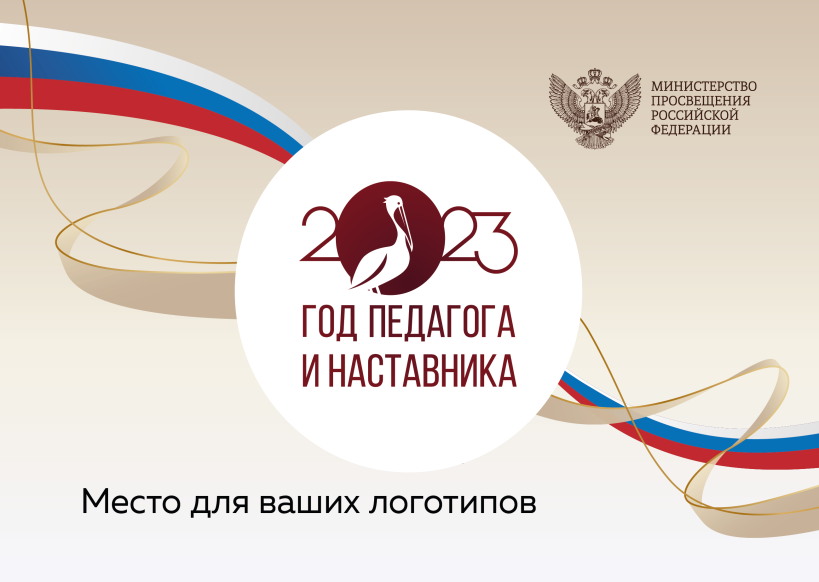 МИНИСТЕРСТВО
ПРОСВЕЩЕНИЯ
РОССИЙСКОЙ
ФЕДЕРАЦИИ
2023
ГОД ПЕДАГОГА
И НАСТАВНИКА
Место для ваших логотипов